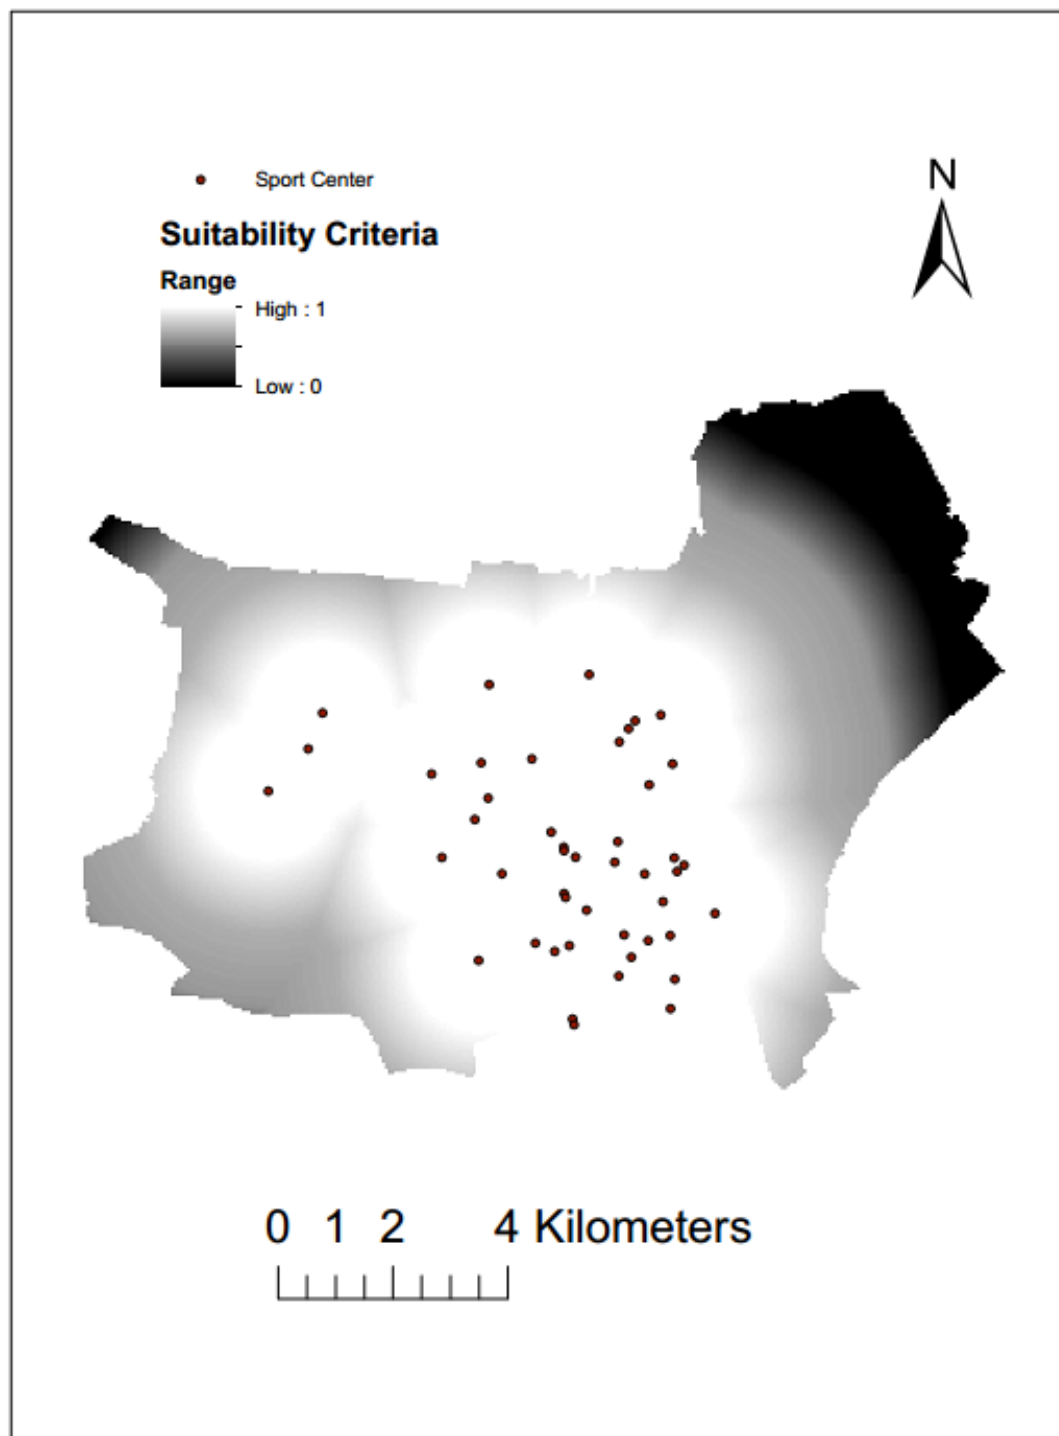 Sport Center
N
Suitability Criteria
Range
High : 1
Low : 0
0 1 2 4 Kilometers